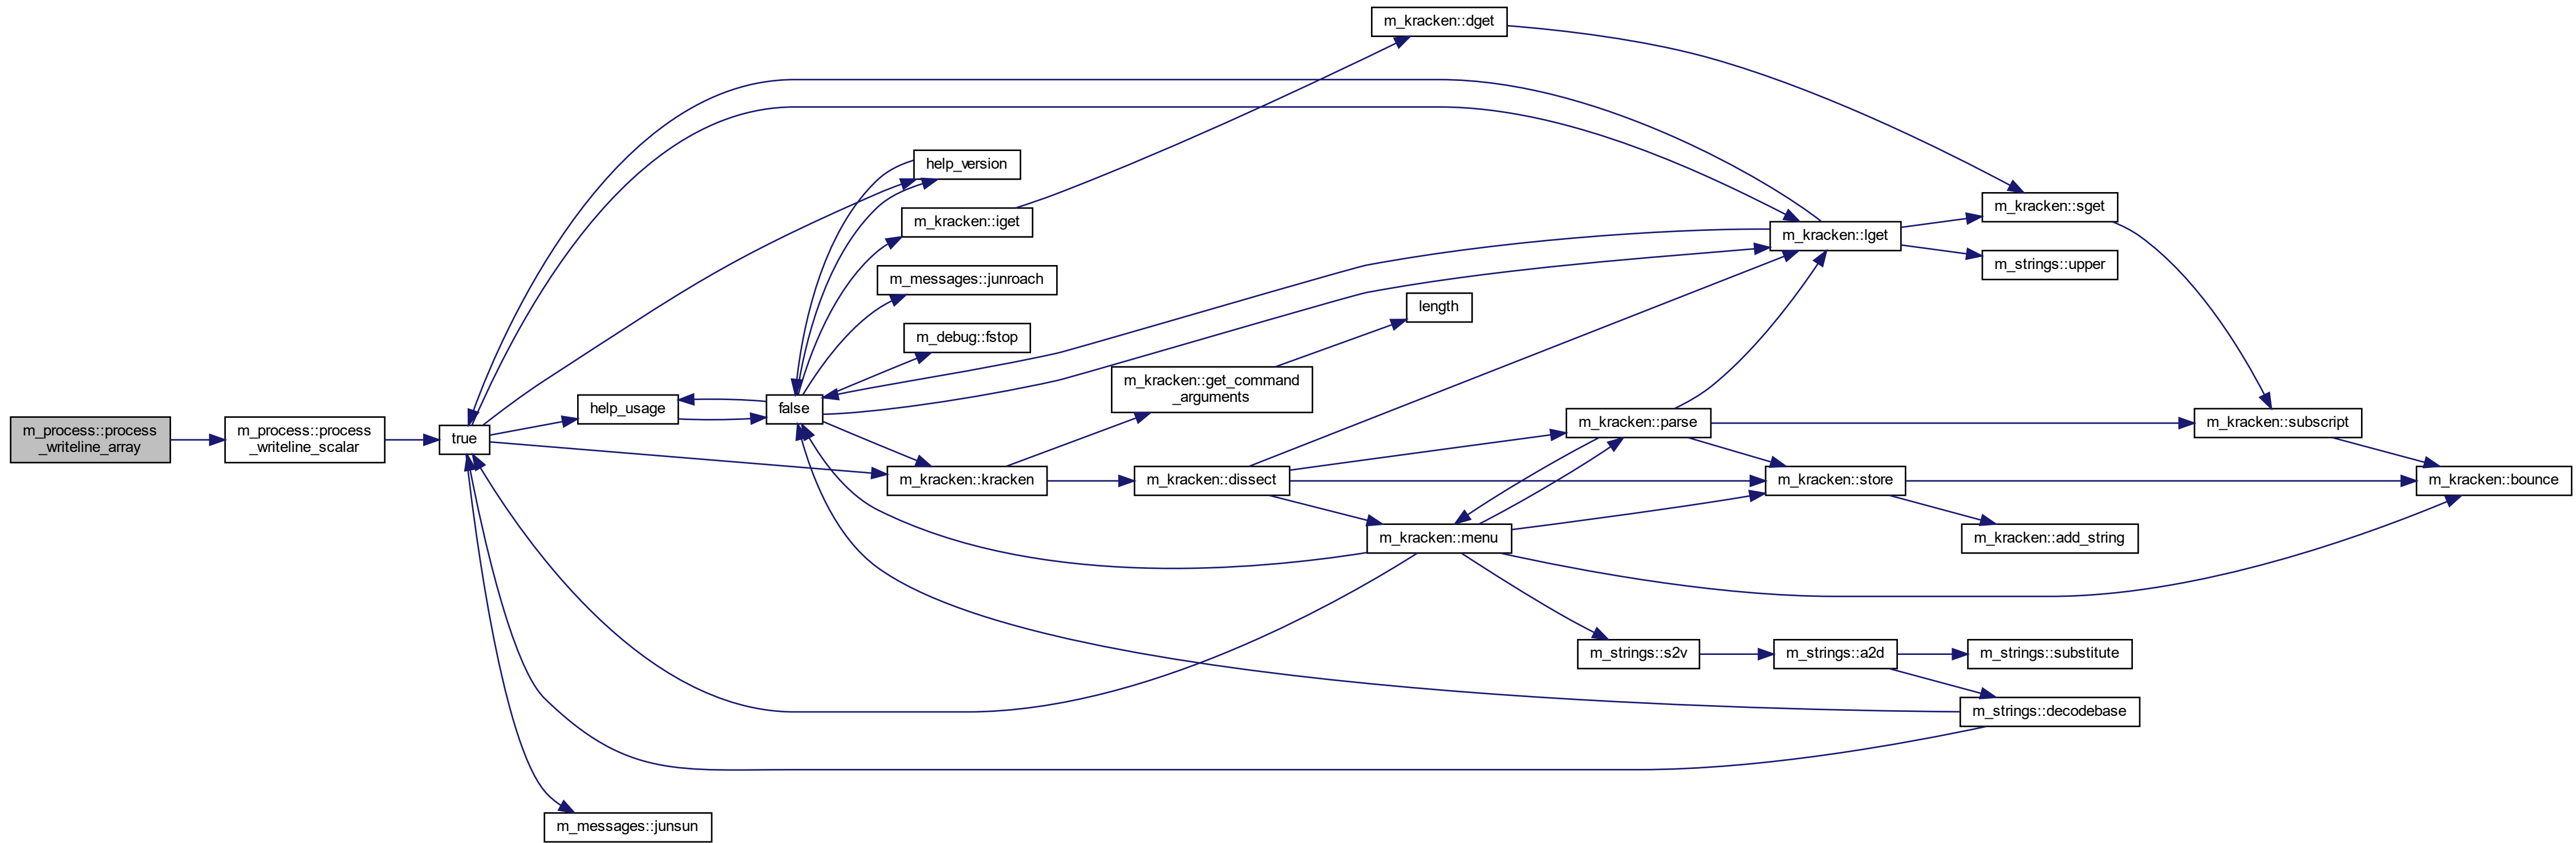 m_kracken::dget
help_version
m_kracken::iget
m_kracken::sget
m_kracken::lget
m_strings::upper
m_messages::junroach
length
m_debug::fstop
m_kracken::get_command
_arguments
help_usage
false
m_kracken::parse
m_kracken::subscript
m_process::process
_writeline_array
m_process::process
_writeline_scalar
true
m_kracken::kracken
m_kracken::dissect
m_kracken::store
m_kracken::bounce
m_kracken::menu
m_kracken::add_string
m_strings::s2v
m_strings::a2d
m_strings::substitute
m_strings::decodebase
m_messages::junsun